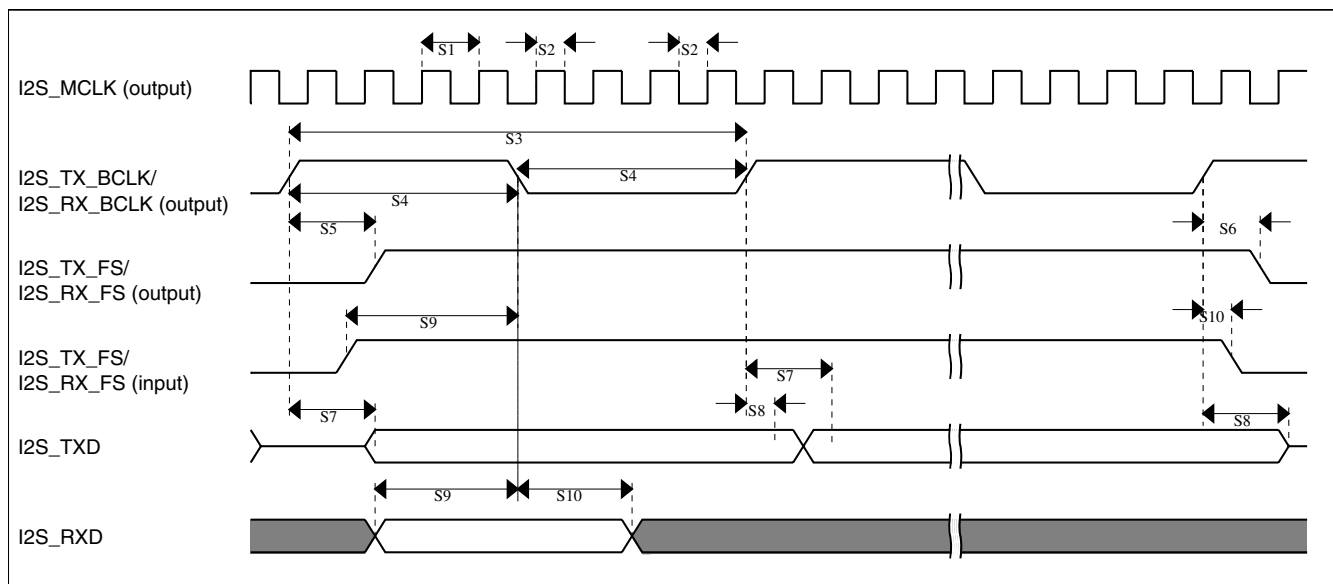 S1
S2
S2
I2S_MCLK (output)
S3
I2S_TX_BCLK/
I2S_RX_BCLK (output)
S4
S4
S5
S6
I2S_TX_FS/
I2S_RX_FS (output)
S9
S10
I2S_TX_FS/
I2S_RX_FS (input)
S7
S7
S8
S8
I2S_TXD
S9
S10
I2S_RXD